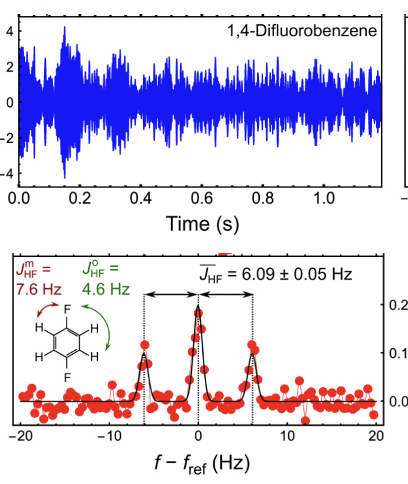 1,4-Difluorobenzene
4
2
0
−2
−4
0.0 0.2 0.4 0.6 0.8 1.0
Time (s)
J^m_HF =
7.6 Hz
J^o_HF =
4.6 Hz
J̅_HF = 6.09 ± 0.05 Hz
F
H H
H H
F
0.2
0.1
0.0
−20 −10 0 10 20
f − f_ref (Hz)